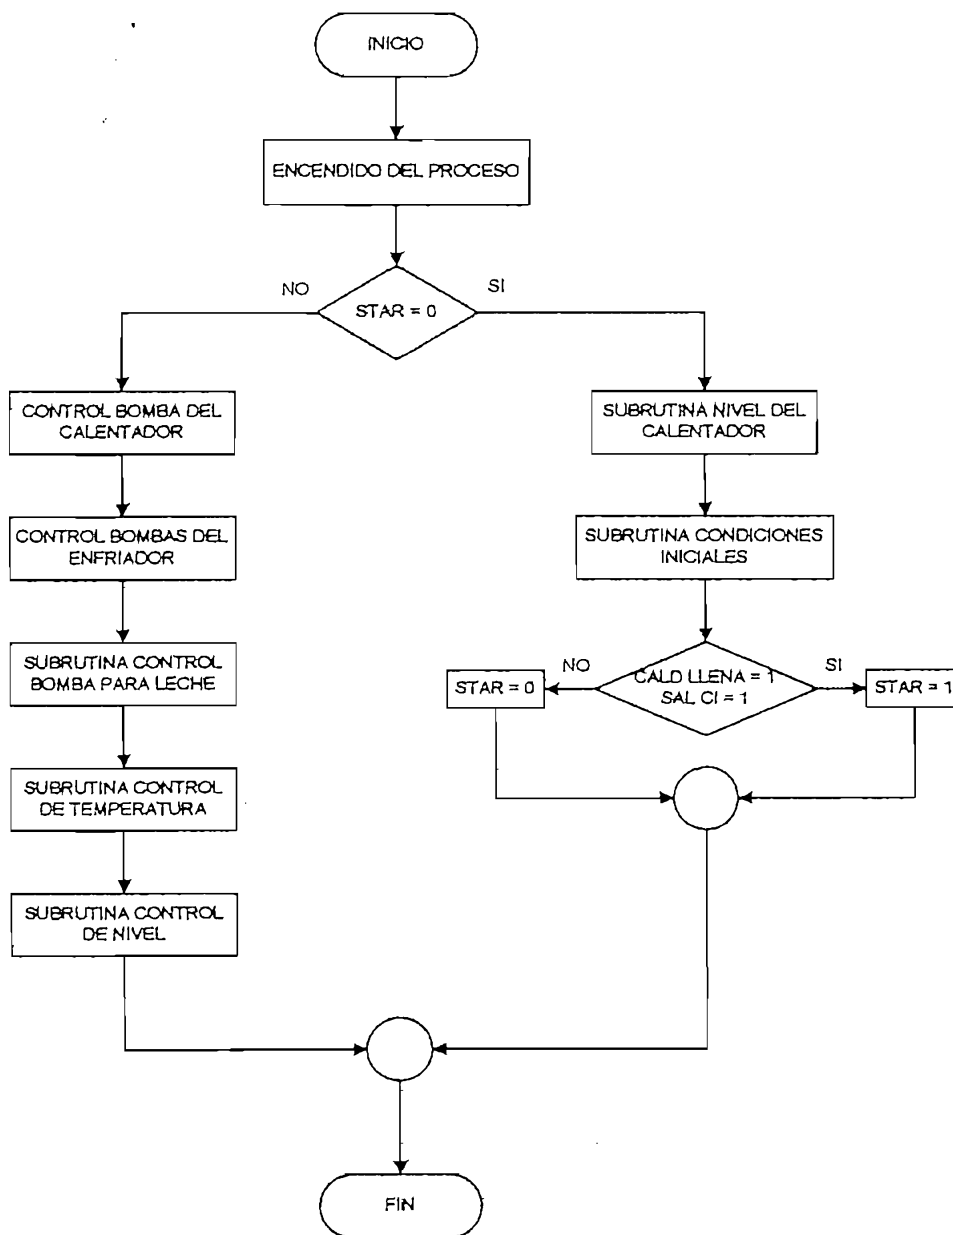 INICIO
ENCENDIDO DEL PROCESO
NO
SI
STAR = 0
CONTROL BOMBA DEL
CALENTADOR
SUBRUTINA NIVEL DEL
CALENTADOR
CONTROL BOMBAS DEL
ENFRIADOR
SUBRUTINA CONDICIONES
INICIALES
SUBRUTINA CONTROL
BOMBA PARA LECHE
NO
SI
STAR = 0
CALD LLENA = 1
SAL CI = 1
STAR = 1
SUBRUTINA CONTROL
DE TEMPERATURA
SUBRUTINA CONTROL
DE NIVEL
FIN